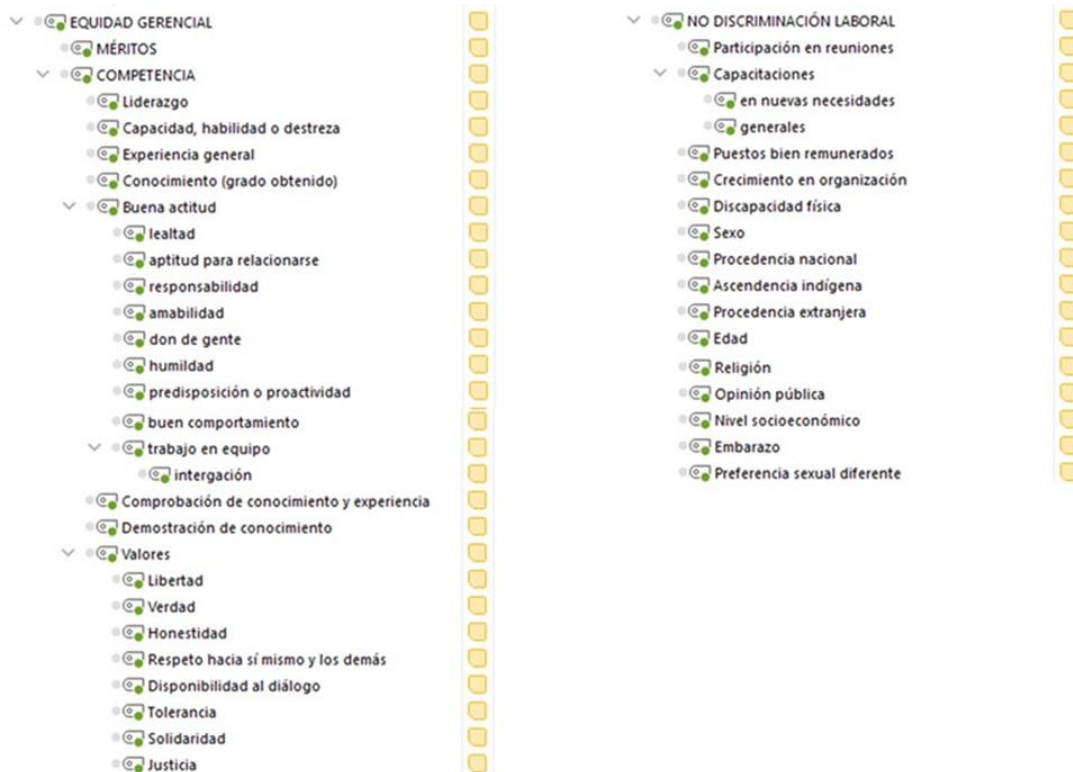 EQUIDAD GERENCIAL
MÉRITOS
COMPETENCIA
Liderazgo
Capacidad, habilidad o destreza
Experiencia general
Conocimiento (grado obtenido)
Buena actitud
lealtad
aptitud para relacionarse
responsabilidad
amabilidad
don de gente
humildad
predisposición o proactividad
buen comportamiento
trabajo en equipo
intergación
Comprobación de conocimiento y experiencia
Demostración de conocimiento
Valores
Libertad
Verdad
Honestidad
Respeto hacia sí mismo y los demás
Disponibilidad al diálogo
Tolerancia
Solidaridad
Justicia
NO DISCRIMINACIÓN LABORAL
Participación en reuniones
Capacitaciones
en nuevas necesidades
generales
Puestos bien remunerados
Crecimiento en organización
Discapacidad física
Sexo
Procedencia nacional
Ascendencia indígena
Procedencia extranjera
Edad
Religión
Opinión pública
Nivel socioeconómico
Embarazo
Preferencia sexual diferente